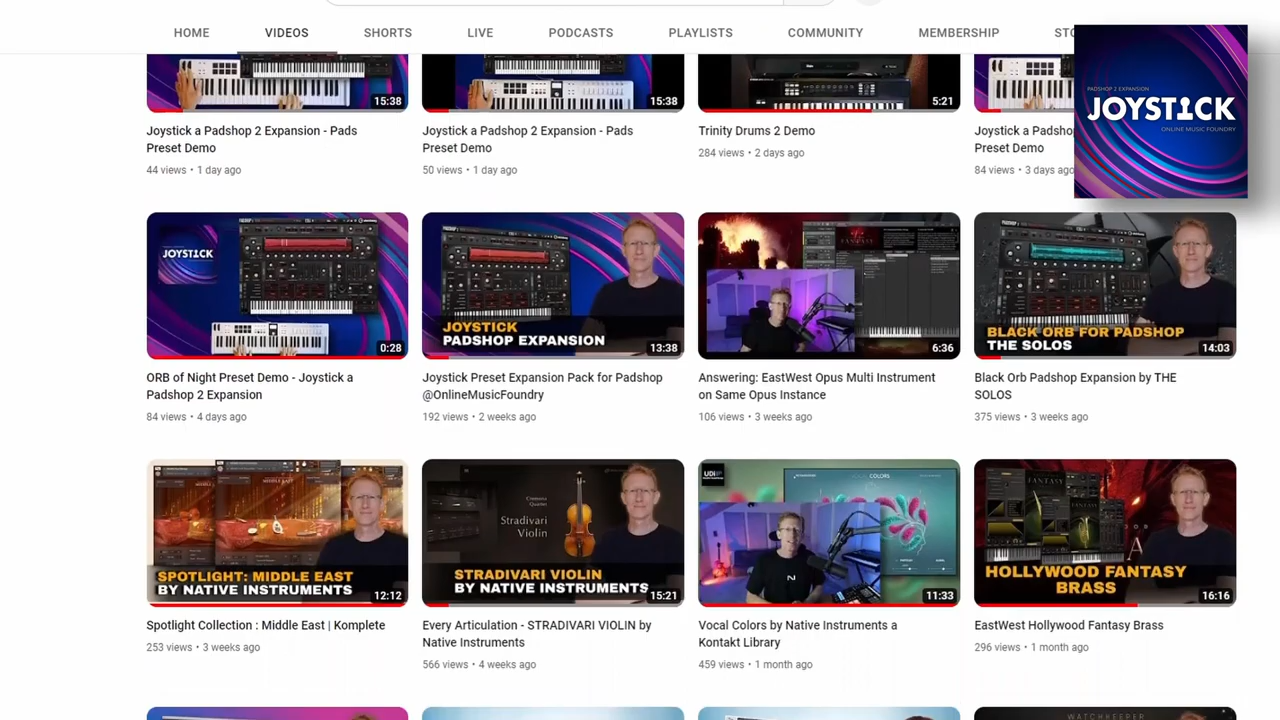 HOME VIDEOS SHORTS LIVE PODCASTS PLAYLISTS COMMUNITY MEMBERSHIP
PADSHOP 2 EXPANSION
JOYSTICK
ONLINE MUSIC FOUNDRY
15:38
15:38
5:21
Joystick a Padshop 2 Expansion - Pads
Preset Demo
44 views • 1 day ago
Joystick a Padshop 2 Expansion - Pads
Preset Demo
50 views • 1 day ago
Trinity Drums 2 Demo
284 views • 2 days ago
Joystick a Padshop
Preset Demo
84 views • 3 days ago
JOYSTICK
0:28
JOYSTICK
PADSHOP EXPANSION
13:38
FANTASY
6:36
BLACK ORB FOR PADSHOP
THE SOLOS
14:03
ORB of Night Preset Demo - Joystick a
Padshop 2 Expansion
84 views • 4 days ago
Joystick Preset Expansion Pack for Padshop
@OnlineMusicFoundry
192 views • 2 weeks ago
Answering: EastWest Opus Multi Instrument
on Same Opus Instance
106 views • 3 weeks ago
Black Orb Padshop Expansion by THE
SOLOS
375 views • 3 weeks ago
MIDDLE EAST
SPOTLIGHT: MIDDLE EAST
BY NATIVE INSTRUMENTS
12:12
Cremona
Quartet
Stradivari
Violin
STRADIVARI VIOLIN
BY NATIVE INSTRUMENTS
15:21
UDi
COLORS
11:33
FANTASY
HOLLYWOOD FANTASY
BRASS
16:16
Spotlight Collection : Middle East | Komplete
253 views • 3 weeks ago
Every Articulation - STRADIVARI VIOLIN by
Native Instruments
566 views • 4 weeks ago
Vocal Colors by Native Instruments a
Kontakt Library
459 views • 1 month ago
EastWest Hollywood Fantasy Brass
296 views • 1 month ago
WATCHKEEPER